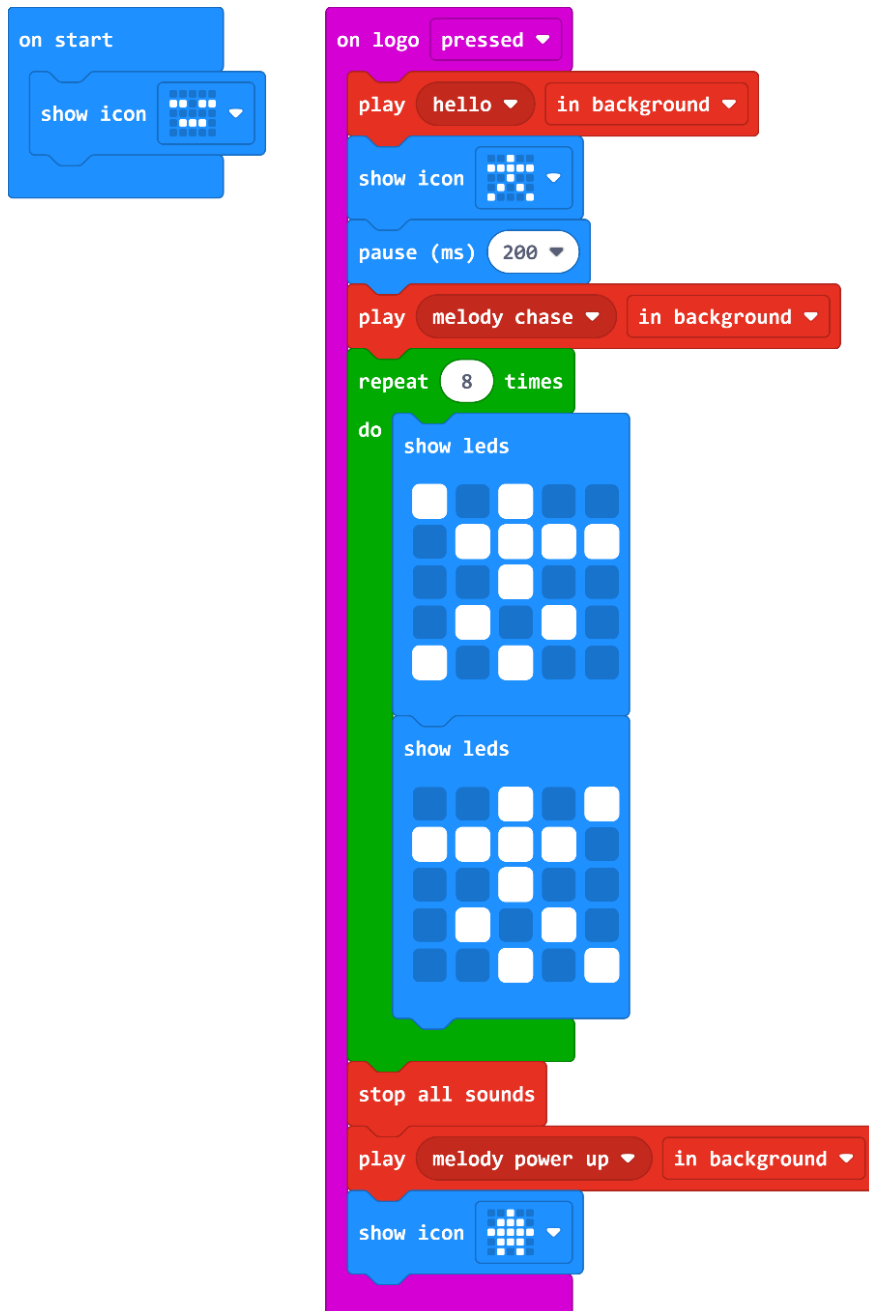 on start
show icon
on logo pressed
play hello in background
show icon
pause (ms) 200
play melody chase in background
repeat 8 times
do
show leds
show leds
stop all sounds
play melody power up in background
show icon